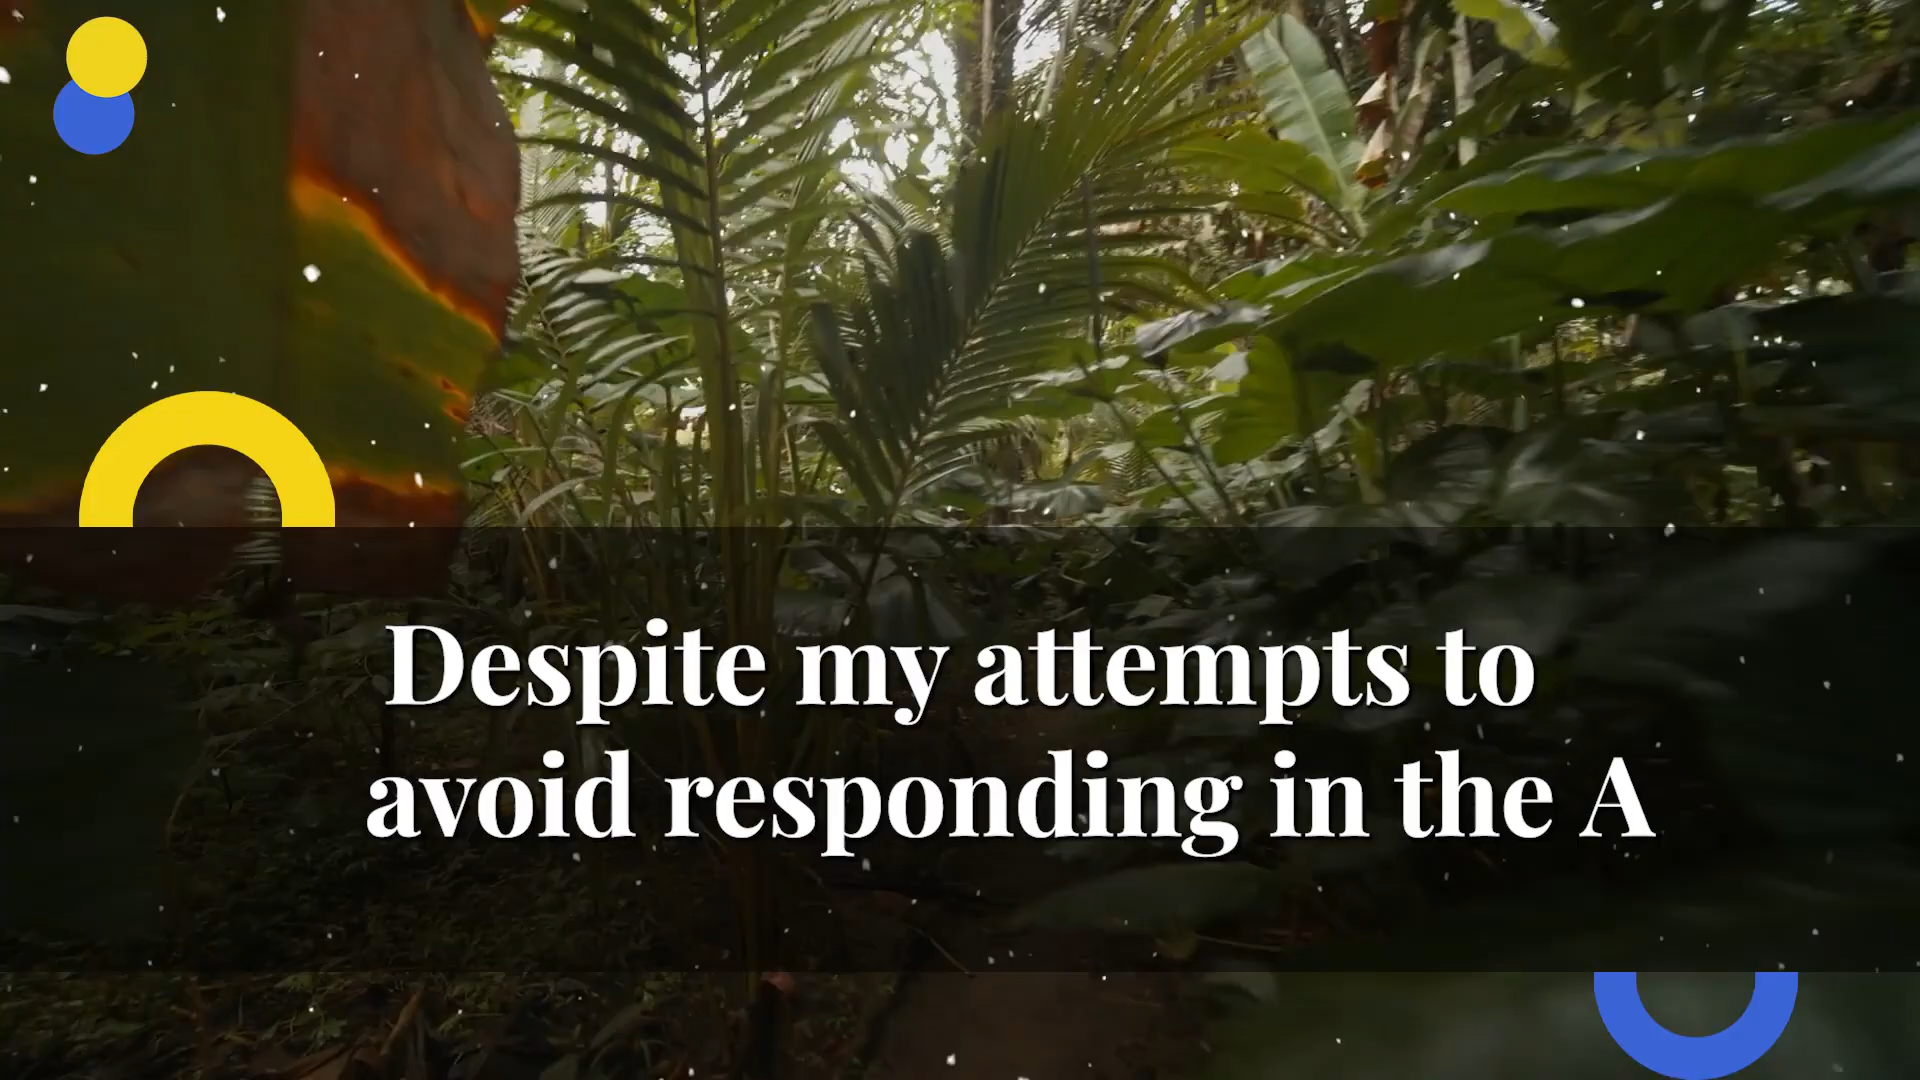 Despite my attempts to
avoid responding in the A